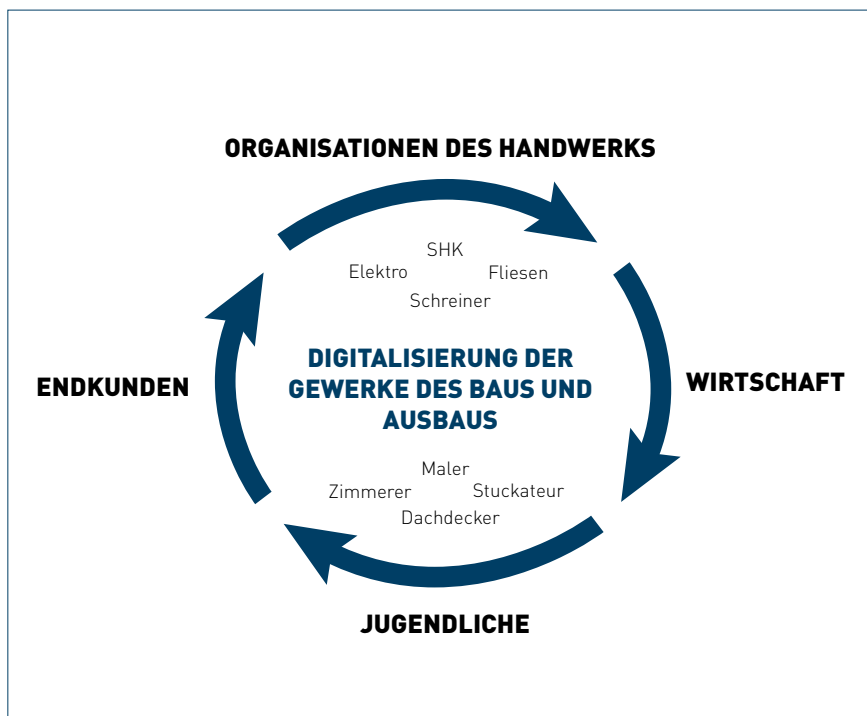 ORGANISATIONEN DES HANDWERKS
SHK
Elektro Fliesen
Schreiner
DIGITALISIERUNG DER
GEWERKE DES BAUS UND
AUSBAUS
ENDKUNDEN
WIRTSCHAFT
Maler
Zimmerer Stuckateur
Dachdecker
JUGENDLICHE